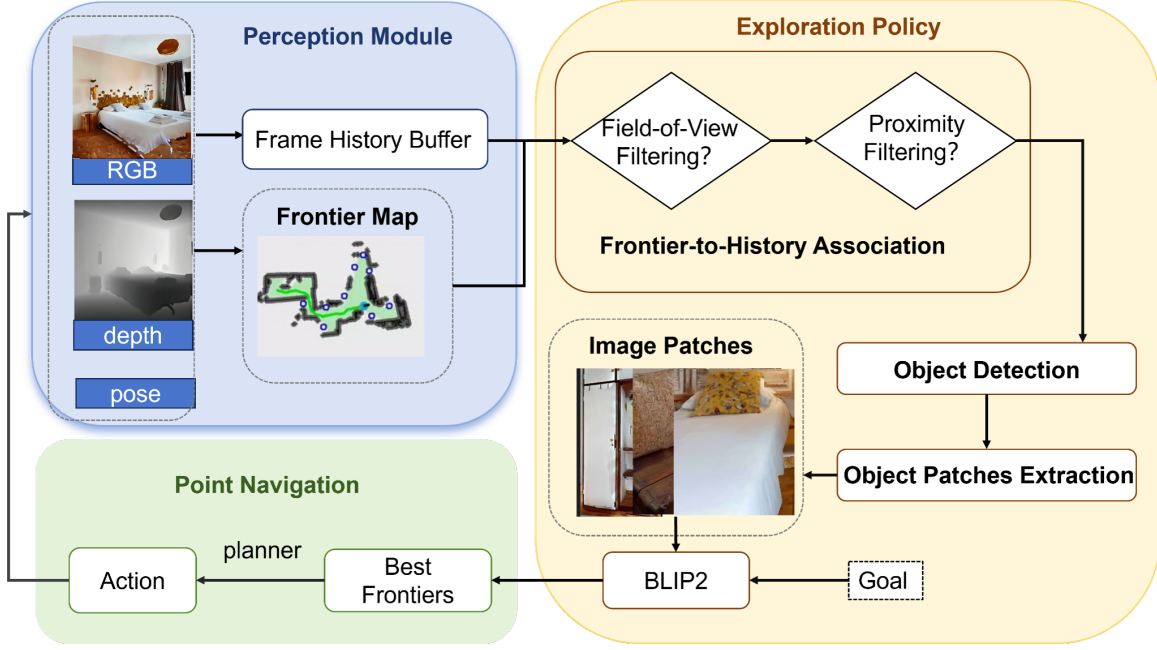 Perception Module
RGB
depth
pose
Frame History Buffer
Frontier Map
Exploration Policy
Field-of-View
Filtering?
Proximity
Filtering?
Frontier-to-History Association
Object Detection
Object Patches Extraction
Image Patches
BLIP2
Goal
Point Navigation
Best
Frontiers
planner
Action